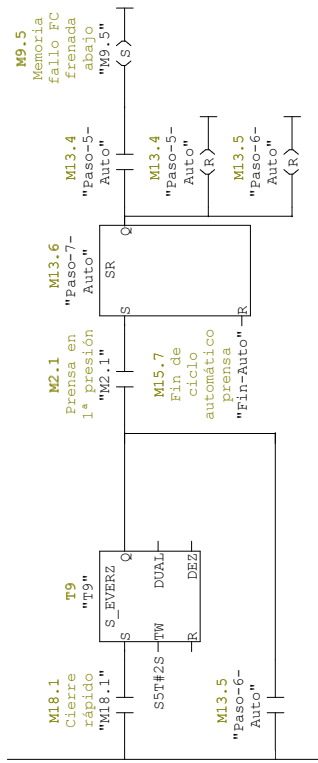 M18.1
Cierre
rápido
"M18.1"
T9
"T9"
S_EVERZ
S
Q
S5T#2S
TW
DUAL
R
DEZ
M13.5
"Paso-6-
Auto"
M2.1
Prensa en
1ª presión
"M2.1"
M15.7
Fin de
ciclo
automático
prensa
"Fin-Auto"
M13.6
"Paso-7-
Auto"
SR
S
Q
R
M13.4
"Paso-5-
Auto"
M9.5
Memoria
fallo FC
frenada
abajo
"M9.5"
S
M13.4
"Paso-5-
Auto"
R
M13.5
"Paso-6-
Auto"
R